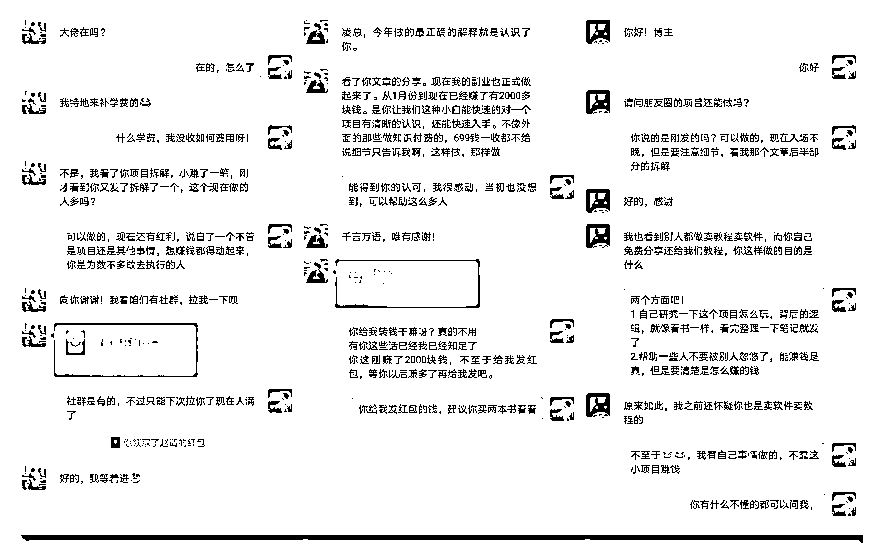 大佬在吗？
在的，怎么了
我特地来补学费的
什么学费，我没收如何费用呀！
不是，我看了你项目拆解，小赚了一笔，刚
才看到你又发了拆解了一个，这个现在做的
人多吗？
可以做的，现在还有红利，说白了一个不管
是项目还是其他事情，想赚钱都得动起来，
你是为数不多敢去执行的人
向你谢谢！我看咱们有社群，拉我一下呗
社群是有的，不过只能下次拉你了现在人满
了
你领取了 的红包
好的，我等着进
凌总，今年做的最正确的解释就是认识了
你。
看了你文章的分享。现在我的副业也正式做
起来了。从1月份到现在已经赚了有2000多
块钱。是你让我们这种小白能快速的对一个
项目有清晰的认识，还能快速入手。不像外
面的那些做知识付费的，699钱一收都不给
说细节只告诉我啊，这样做，那样做
能得到你的认可，我很感动，当初也没想
到，可以帮助这么多人
千言万语，唯有感谢！
你给我转钱干嘛呀？真的不用
有你这些话已经我已经知足了
你这刚赚了2000块钱，不至于给我发红
包，等你以后赚多了再给我发吧。
你给我发红包的钱，建议你买两本书看看
你好！博主
你好
请问朋友圈的项目还能做吗？
你说的是刚发的吗？可以做的，现在入场不
晚，但是要注意细节，看我那个文章后半部
分的拆解
好的，感谢
我也看到别人都做卖教程卖软件，而你自己
免费分享还给我们教程，你这样做的目的是
什么
两个方面吧！
1.自己研究一下这个项目怎么玩，背后的逻
辑，就像看书一样，看完整理一下笔记就发
了
2.帮助一些人不要被别人忽悠了，能赚钱是
真，但是要清楚是怎么赚的钱
原来如此，我之前还怀疑你也是卖软件卖教
程的
不至于，我有自己事情做的，不靠这
小项目赚钱
你有什么不懂的都可以问我，